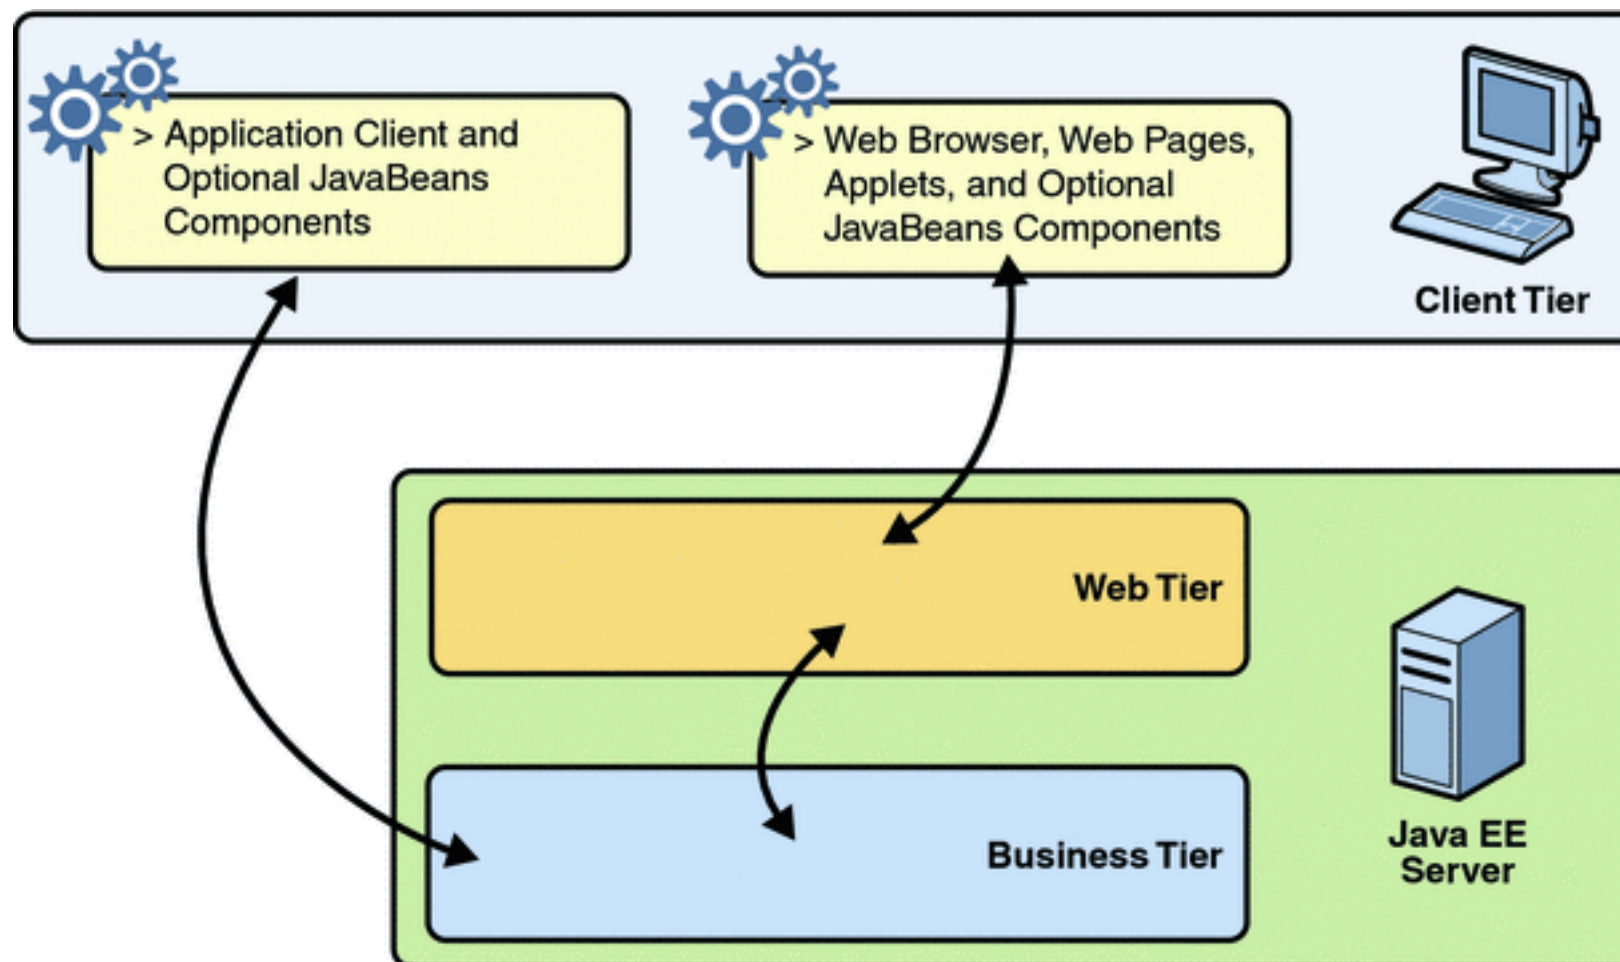 > Application Client and
Optional JavaBeans
Components
> Web Browser, Web Pages,
Applets, and Optional
JavaBeans Components
Client Tier
Web Tier
Business Tier
Java EE
Server